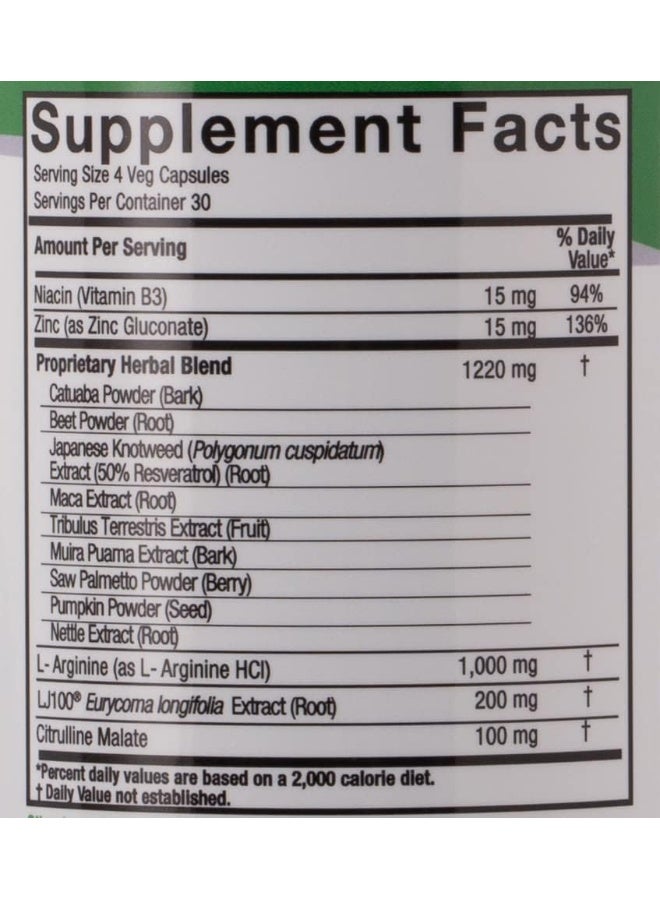 Supplement Facts
Serving Size 4 Veg Capsules
Servings Per Container 30
Amount Per Serving
% Daily
Value*
Niacin (Vitamin B3) 15 mg 94%
Zinc (as Zinc Gluconate) 15 mg 136%
Proprietary Herbal Blend 1220 mg †
Catuaba Powder (Bark)
Beet Powder (Root)
Japanese Knotweed (Polygonum cuspidatum)
Extract (50% Resveratrol) (Root)
Maca Extract (Root)
Tribulus Terrestris Extract (Fruit)
Muira Puama Extract (Bark)
Saw Palmetto Powder (Berry)
Pumpkin Powder (Seed)
Nettle Extract (Root)
L- Arginine (as L- Arginine HCl) 1,000 mg †
LJ100® Eurycoma longifolia Extract (Root) 200 mg †
Citrulline Malate 100 mg †
*Percent daily values are based on a 2,000 calorie diet.
† Daily Value not established.